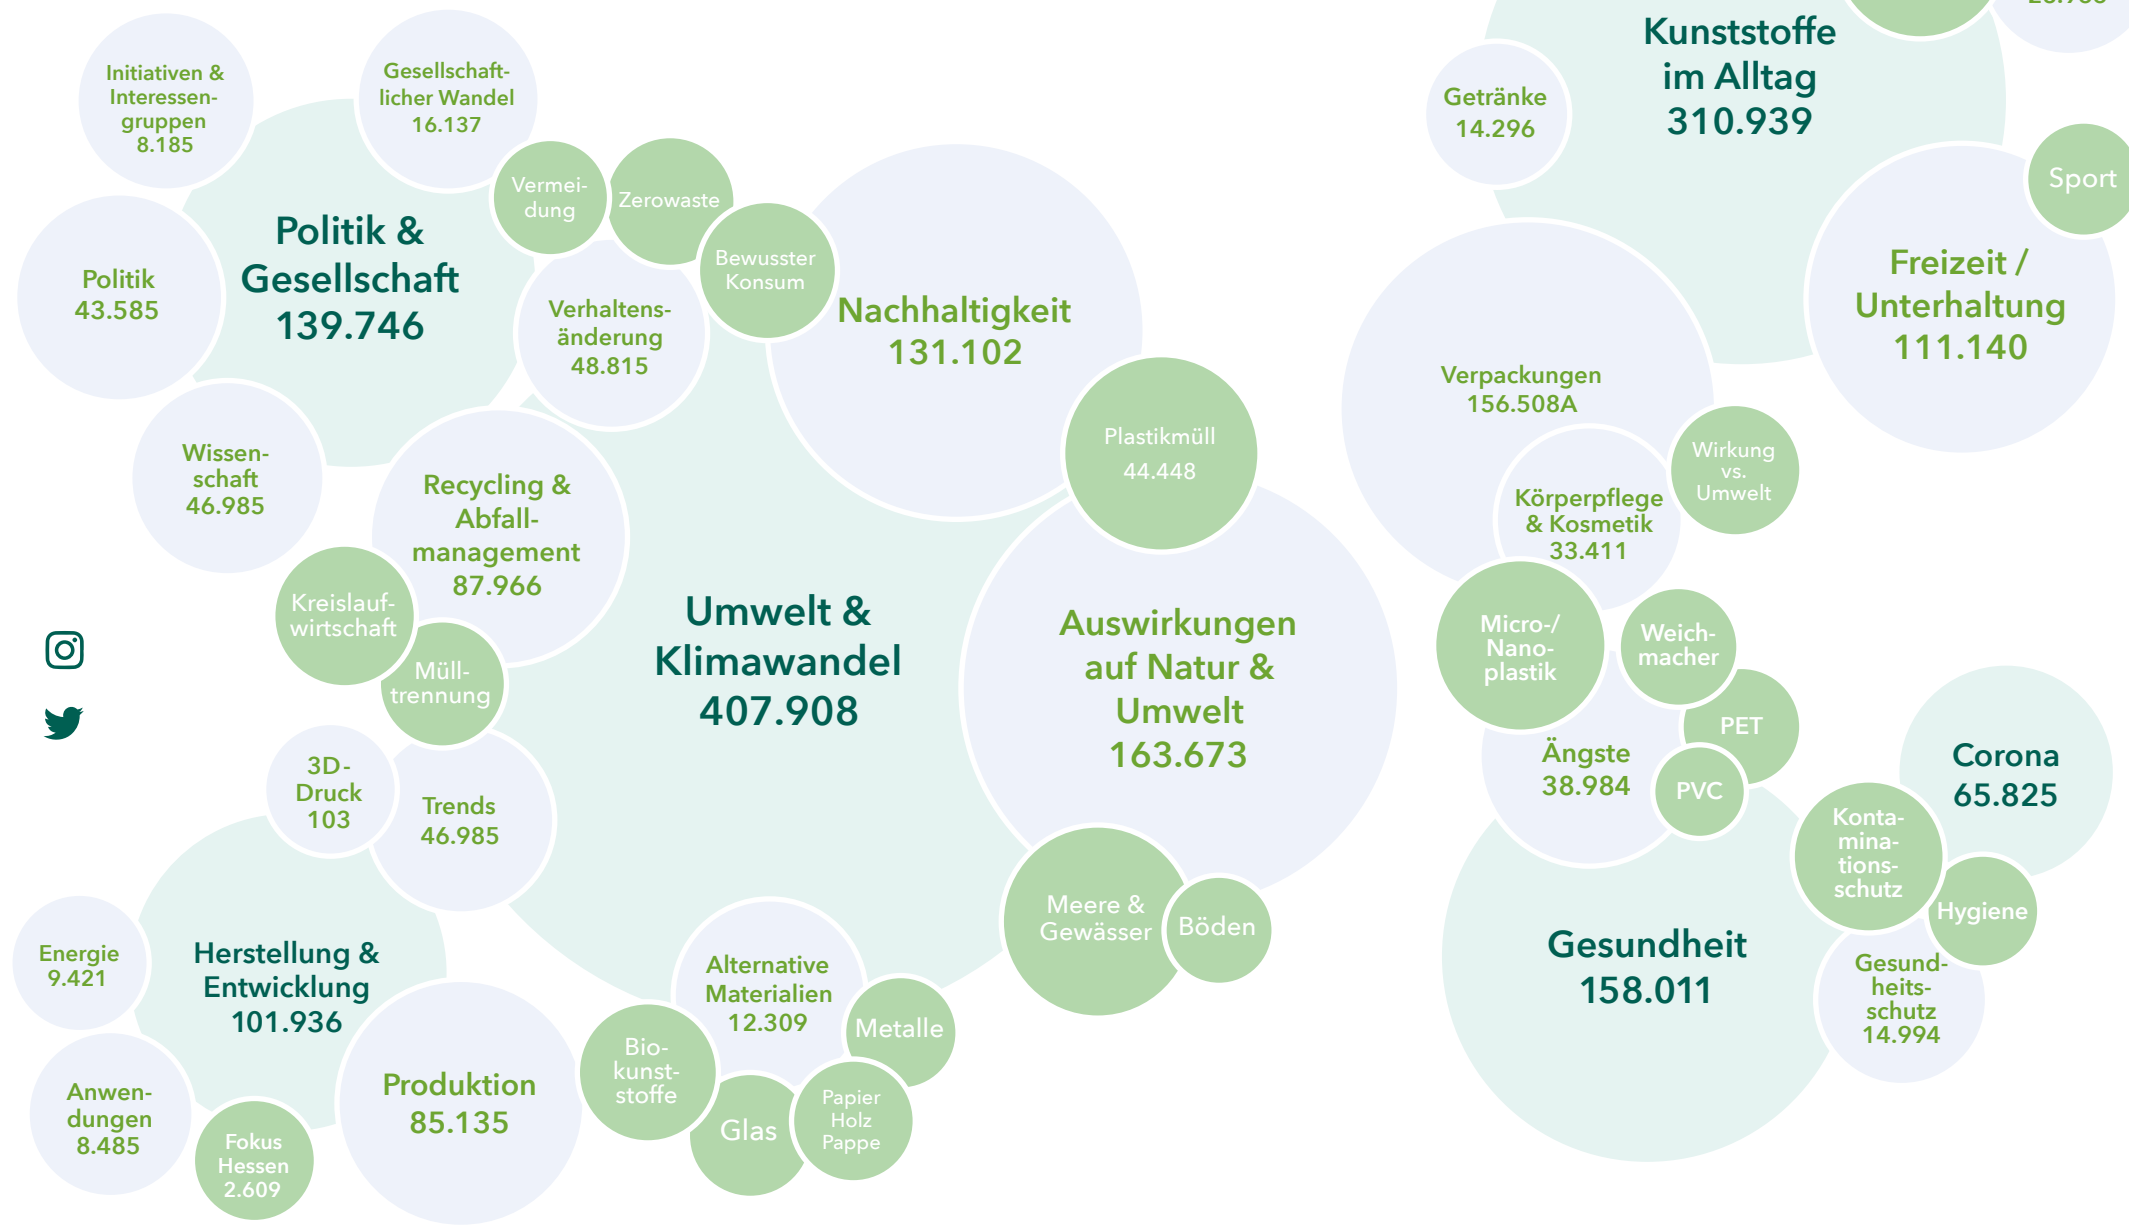 Initiativen &
Interessen-
gruppen
8.185
Gesellschaft-
licher Wandel
16.137
Politik &
Gesellschaft
139.746
Politik
43.585
Wissen-
schaft
46.985
Vermei-
dung
Zerowaste
Bewusster
Konsum
Verhaltens-
änderung
48.815
Nachhaltigkeit
131.102
Recycling &
Abfall-
management
87.966
Kreislauf-
wirtschaft
Müll-
trennung
Plastikmüll
44.448
Umwelt &
Klimawandel
407.908
Auswirkungen
auf Natur &
Umwelt
163.673
Meere &
Gewässer
Böden
3D-
Druck
103
Trends
46.985
Energie
9.421
Herstellung &
Entwicklung
101.936
Anwen-
dungen
8.485
Fokus
Hessen
2.609
Produktion
85.135
Alternative
Materialien
12.309
Bio-
kunst-
stoffe
Glas
Papier
Holz
Pappe
Metalle
Kunststoffe
im Alltag
310.939
Getränke
14.296
Sport
Freizeit /
Unterhaltung
111.140
Verpackungen
156.508A
Körperpflege
& Kosmetik
33.411
Wirkung
vs.
Umwelt
Micro-/
Nano-
plastik
Weich-
macher
PET
PVC
Ängste
38.984
Corona
65.825
Konta-
mina-
tions-
schutz
Hygiene
Gesundheit
158.011
Gesund-
heits-
schutz
14.994